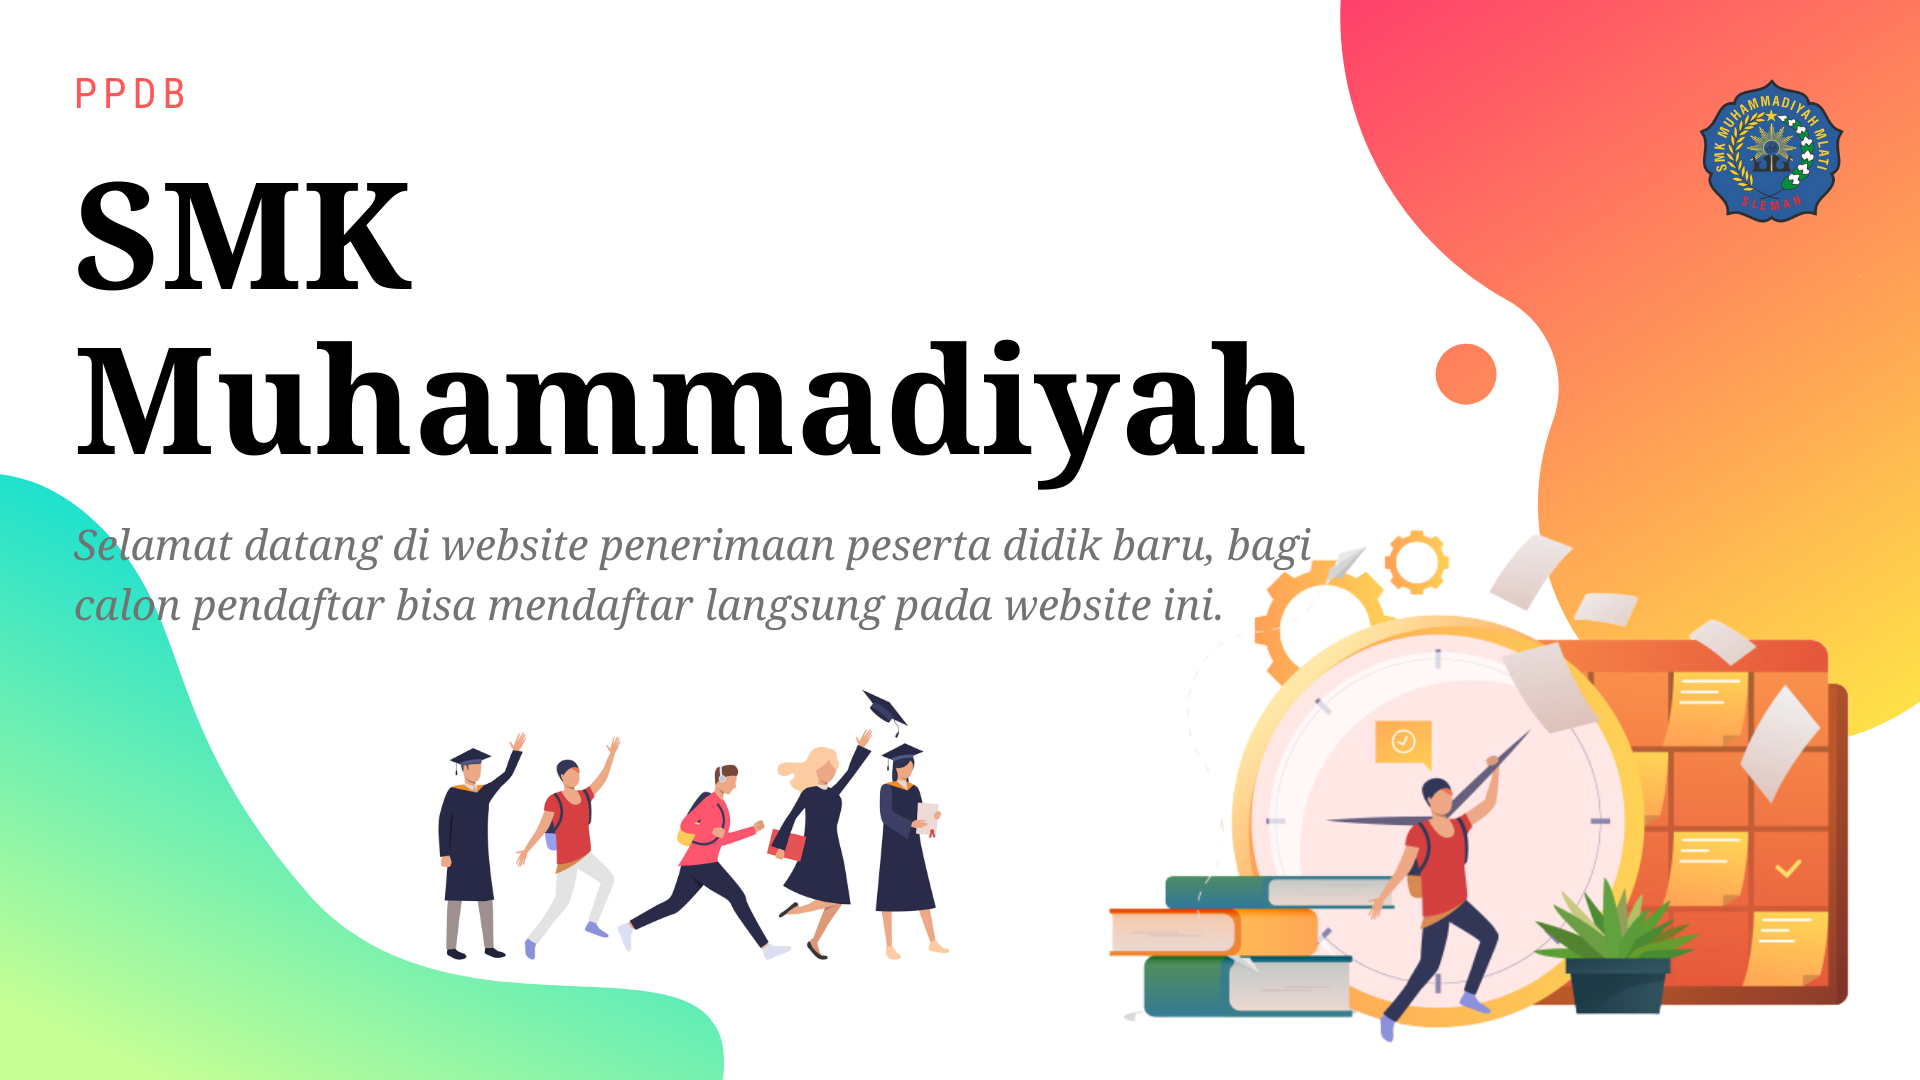 PPDB
SMK MUHAMMADIYAH MLATI
SLEMAN
SMK
Muhammadiyah
Selamat datang di website penerimaan peserta didik baru, bagi
calon pendaftar bisa mendaftar langsung pada website ini.